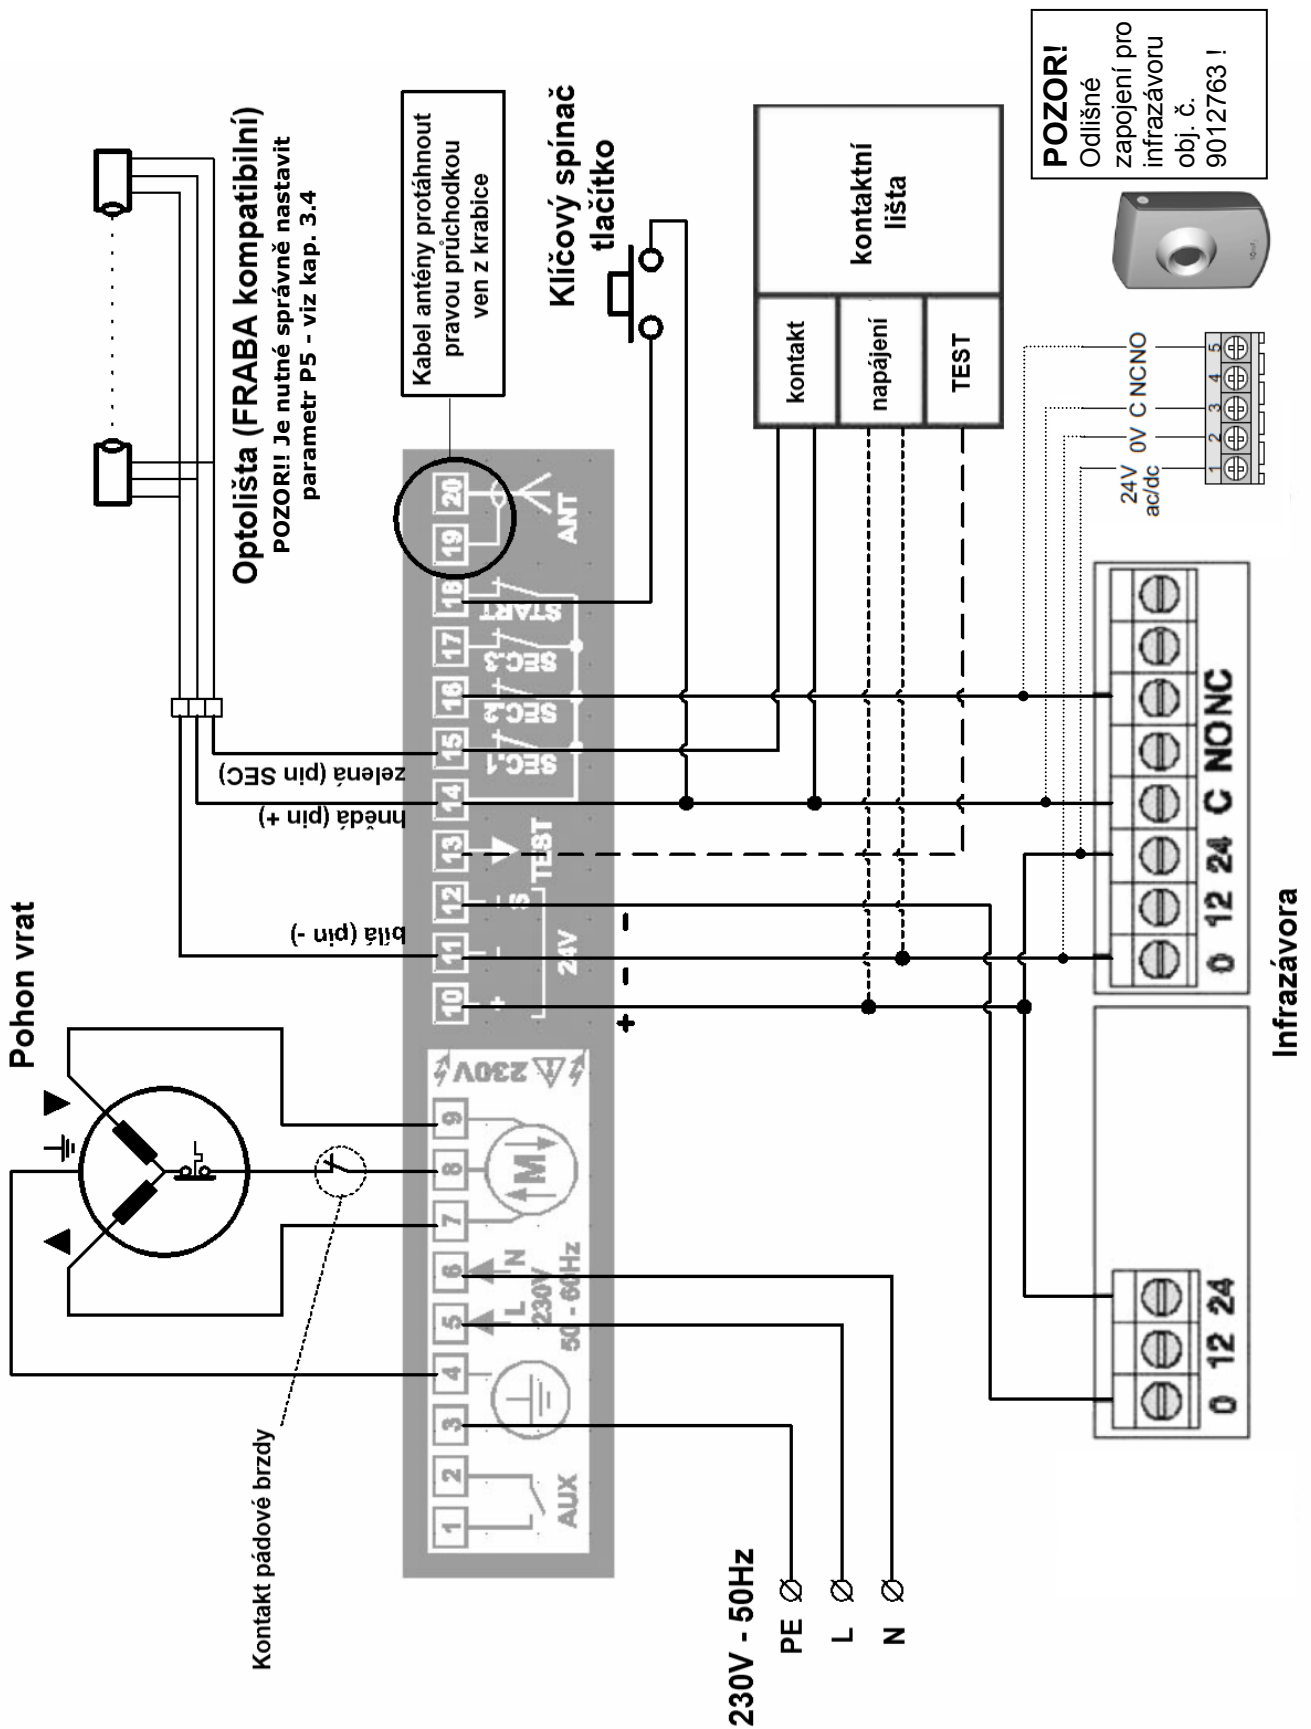 Pohon vrat
Optolišta (FRABA kompatibilní)
POZOR!! Je nutné správně nastavit
parametr P5 - viz kap. 3.4
Kabel antény protáhnout
pravou průchodkou
ven z krabice
Klíčový spínač
tlačítko
kontaktní
lišta
kontakt
napájení
TEST
POZOR!
Odlišné
zapojení pro
infrazávoru
obj. č.
9012763 !
zelená (pin SEC)
hnědá (pin +)
bílá (pin -)
Kontakt pádové brzdy
1 2 3 4 5 6 7 8 9
AUX
L N
230V
50 - 60Hz
M
230V
10 11 12 13 14 15 16 17 18 19 20
+ - S
24V
TEST
SEC.1
SEC.2
SEC.3
START
ANT
+ - -
230V - 50Hz
PE
L
N
0 12 24
0 12 24 C NO NC
24V
ac/dc
0V C NC NO
1 2 3 4 5
Infrazávora